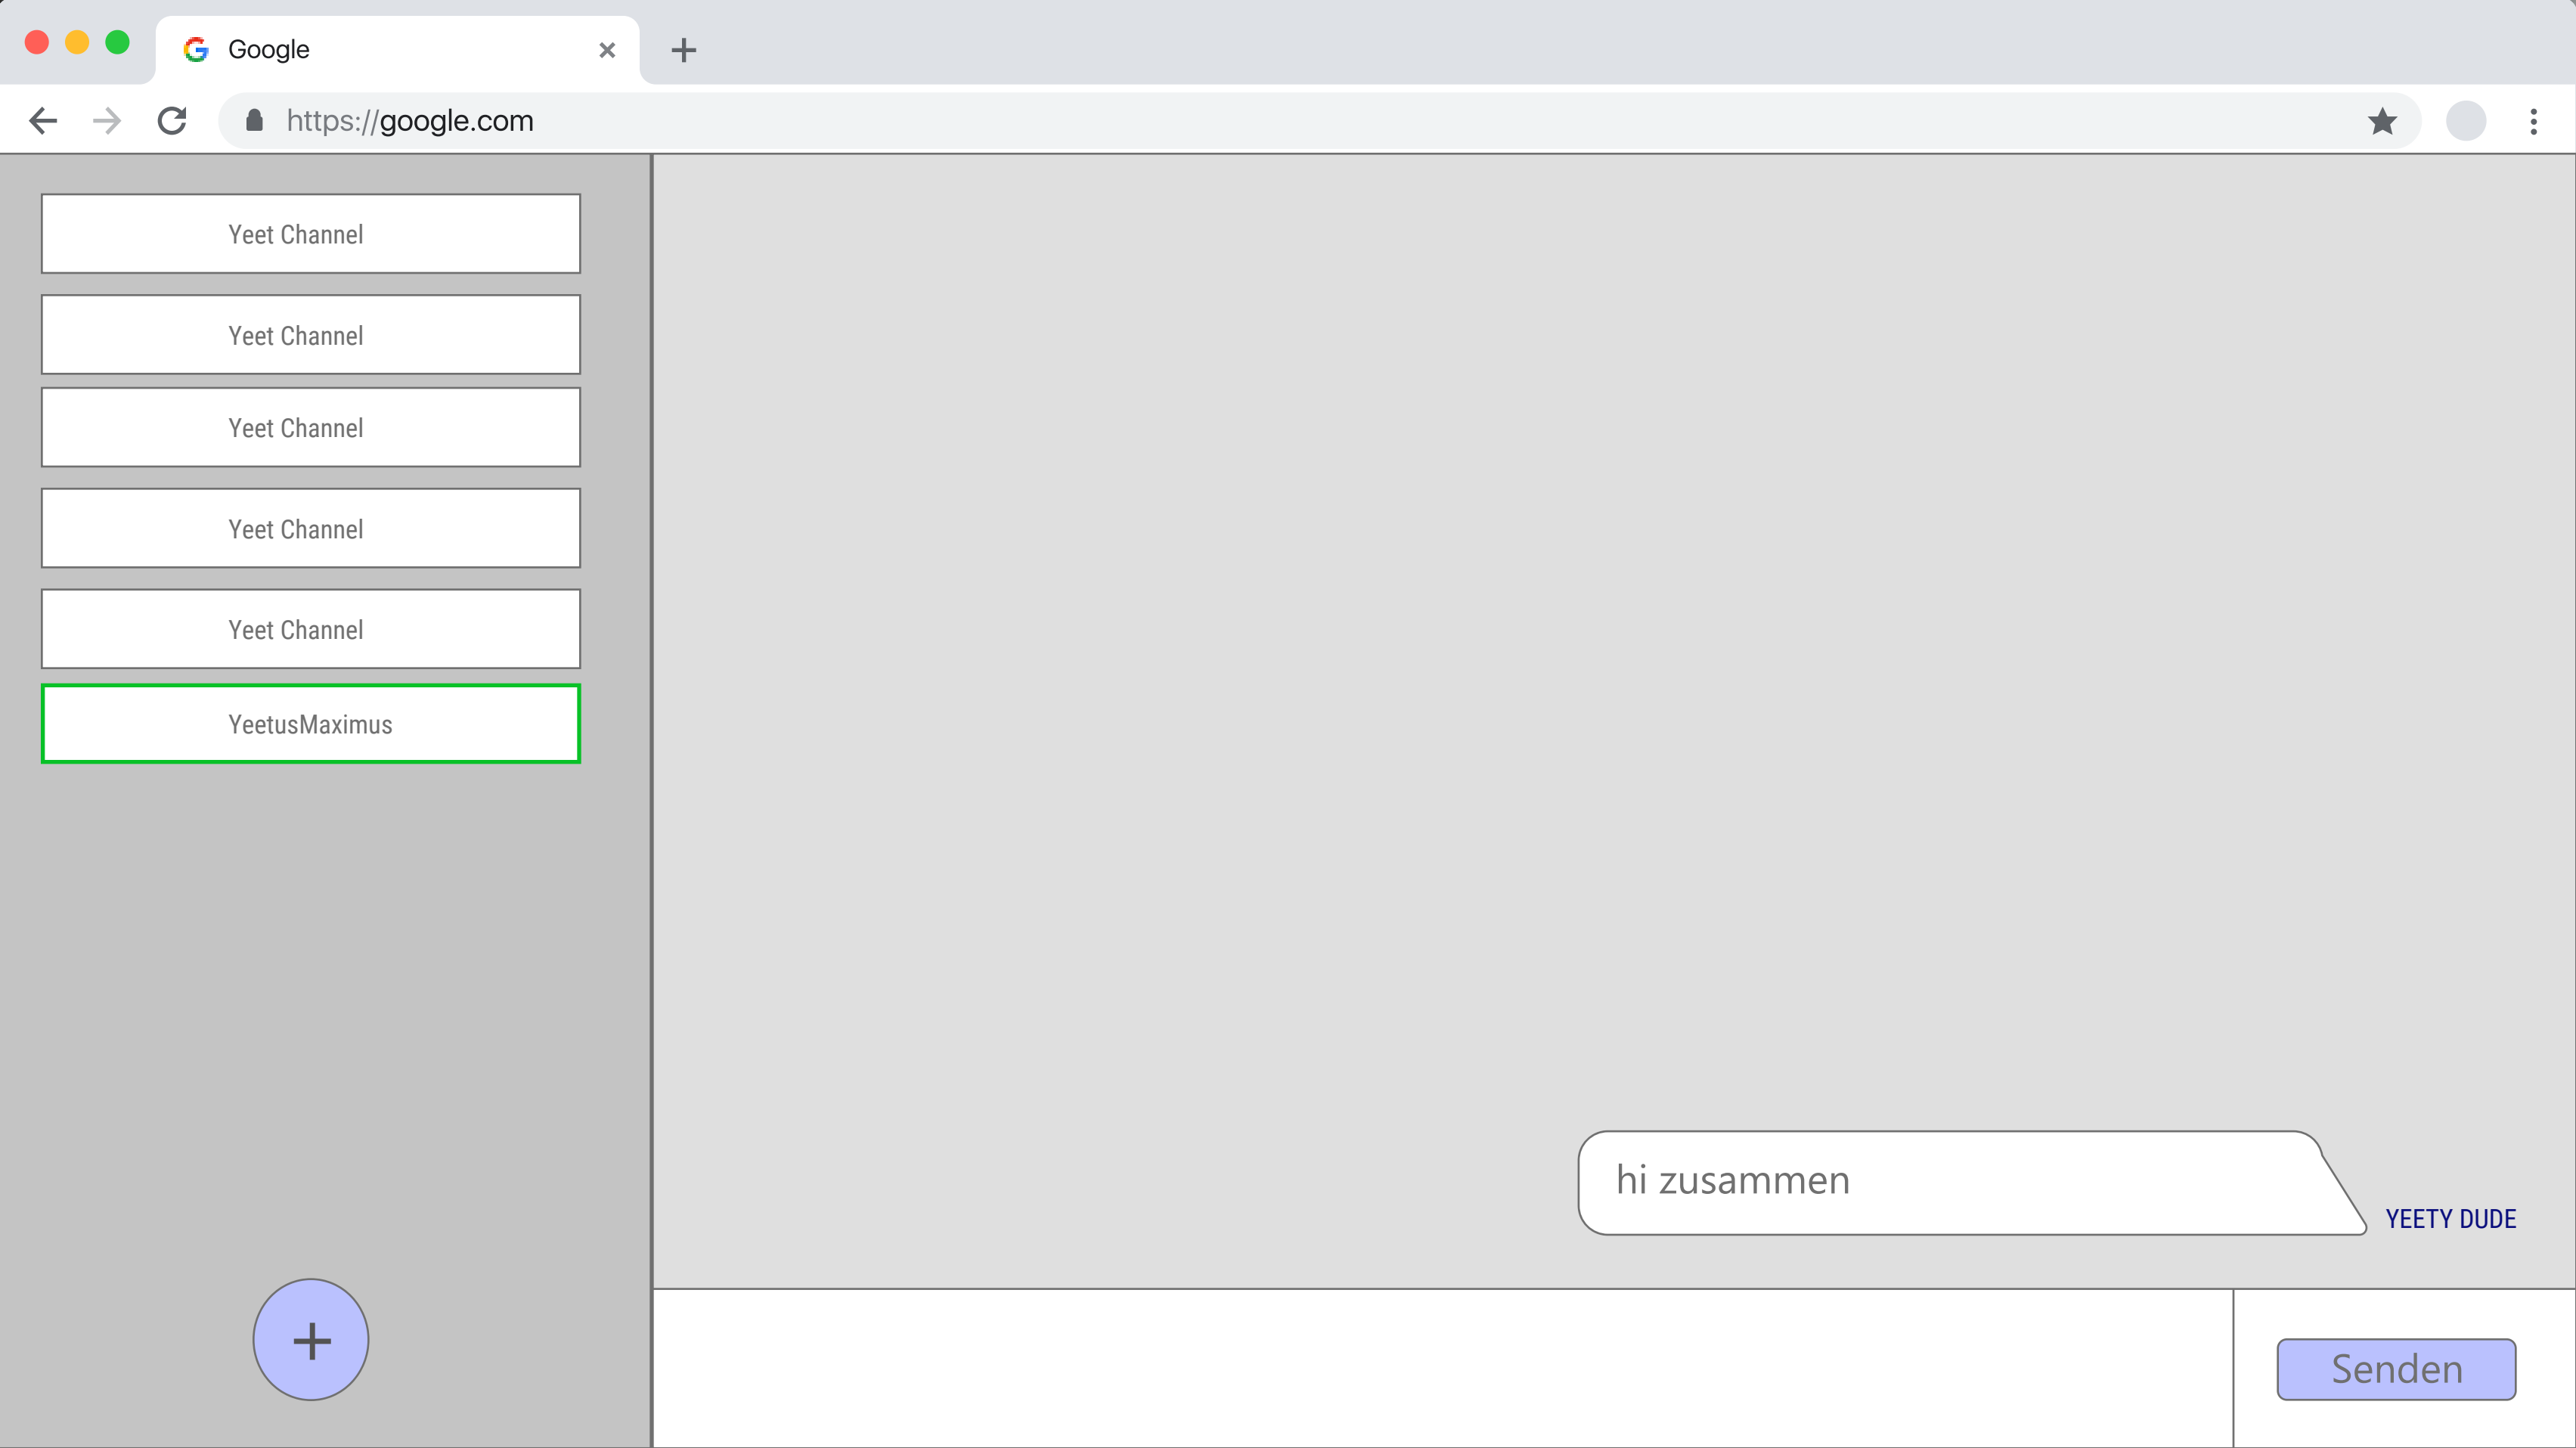 Google
https://google.com
Yeet Channel
Yeet Channel
Yeet Channel
Yeet Channel
Yeet Channel
YeetusMaximus
hi zusammen
YEETY DUDE
Senden